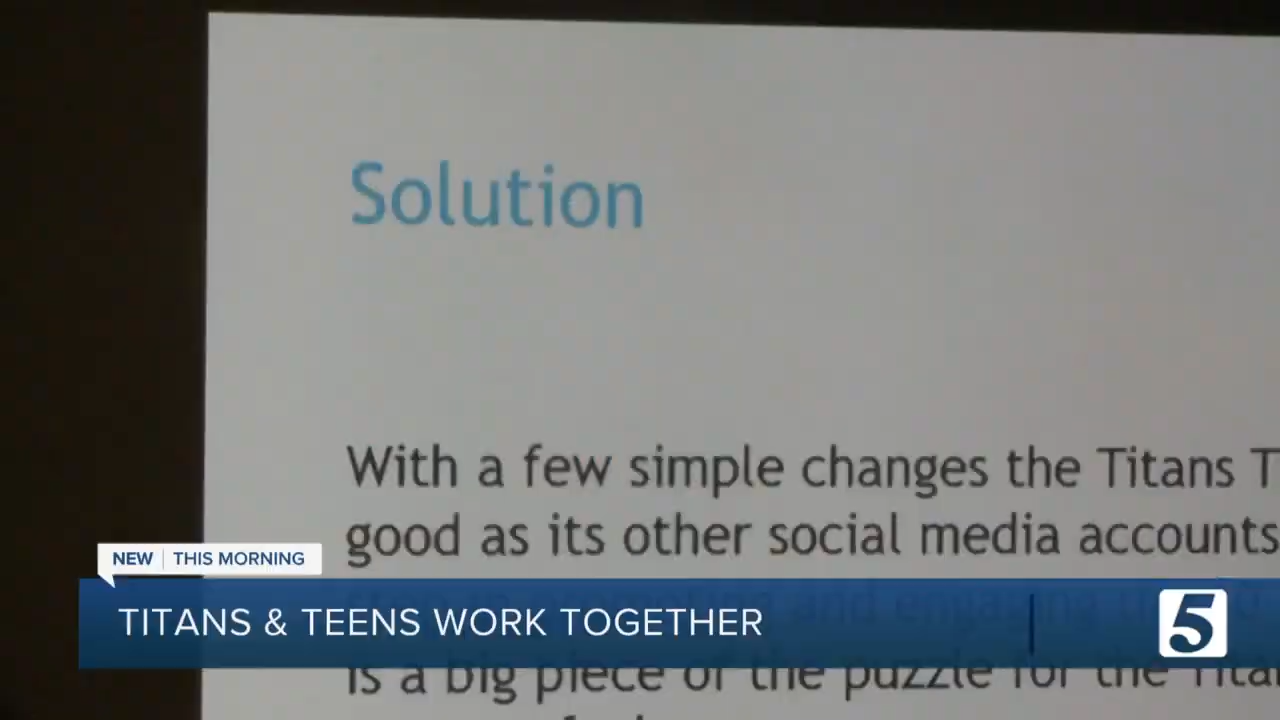 Solution
With a few simple changes the Titans T
good as its other social media accounts
NEW THIS MORNING
TITANS & TEENS WORK TOGETHER
5
is a big piece of the puzzle for the Tita